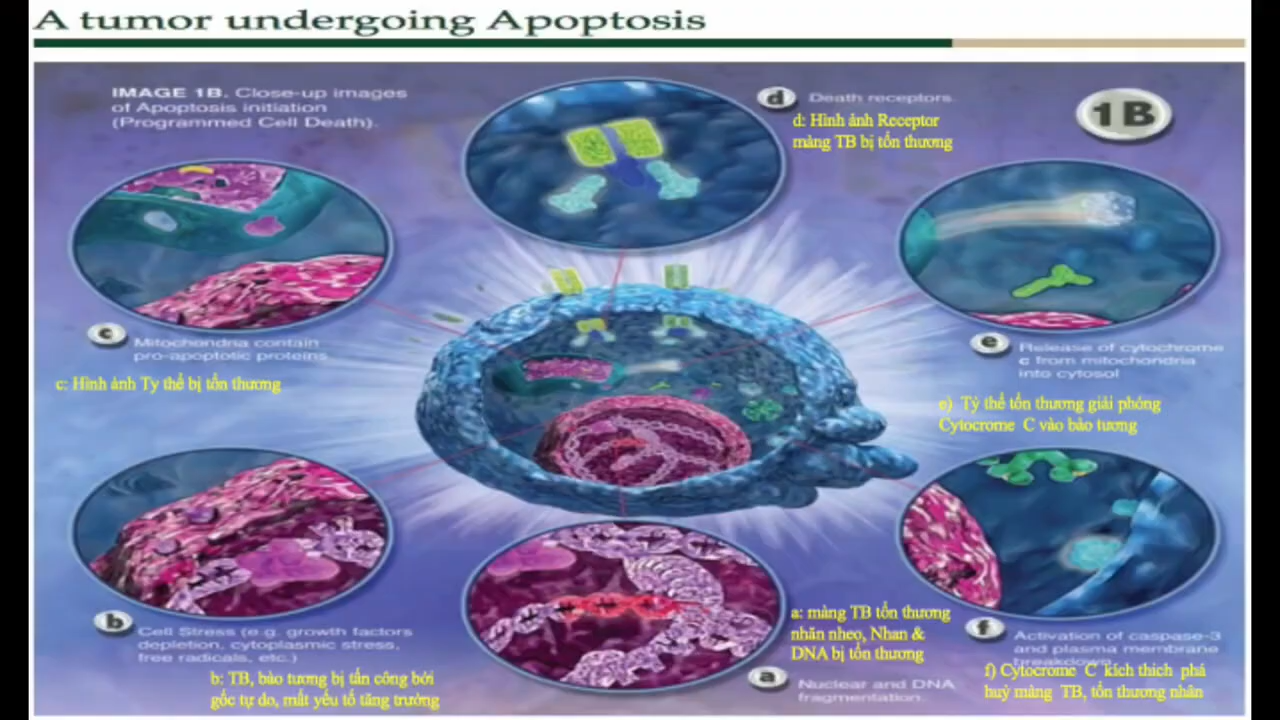 A tumor undergoing Apoptosis
IMAGE 1B. Close-up images
of Apoptosis initiation
(Programmed Cell Death).
d
Death receptors.
d: Hình ảnh Receptor
màng TB bị tổn thương
1B
c
Mitochondria contain
pro-apoptotic proteins
c: Hình ảnh Ty thể bị tổn thương
e
Release of cytochrome
c from mitochondria
into cytosol
e) Tỷ thể tổn thương giải phóng
Cytocrome C vào bào tương
b
Cell Stress (e.g. growth factors
depletion, cytoplasmic stress,
free radicals, etc.)
b: TB, bào tương bị tấn công bởi
gốc tự do, mất yếu tố tăng trưởng
a: màng TB tổn thương
nhăn nheo, Nhan &
DNA bị tổn thương
a
Nuclear and DNA
fragmentation.
f
Activation of caspase-3
and plasma membrane
breakdown
f) Cytocrome C kích thích phá
huỷ màng TB, tổn thương nhân